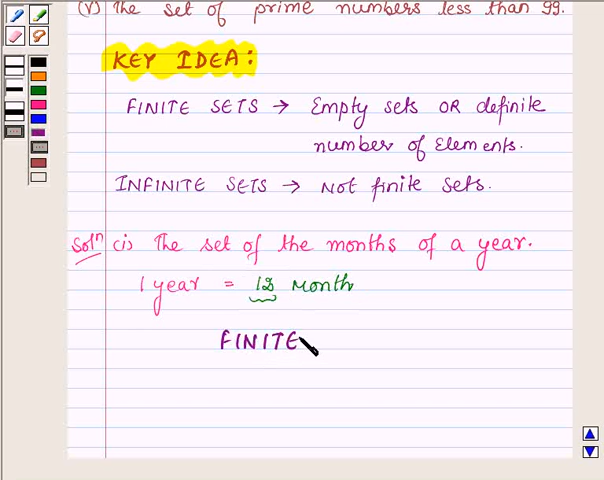 (V) The set of prime numbers less than 99.
KEY IDEA:
FINITE SETS → Empty sets OR definite
number of Elements.
INFINITE SETS → Not finite sets.
Solⁿ (i) The set of the months of a year.
1 year = 12 month
FINITE